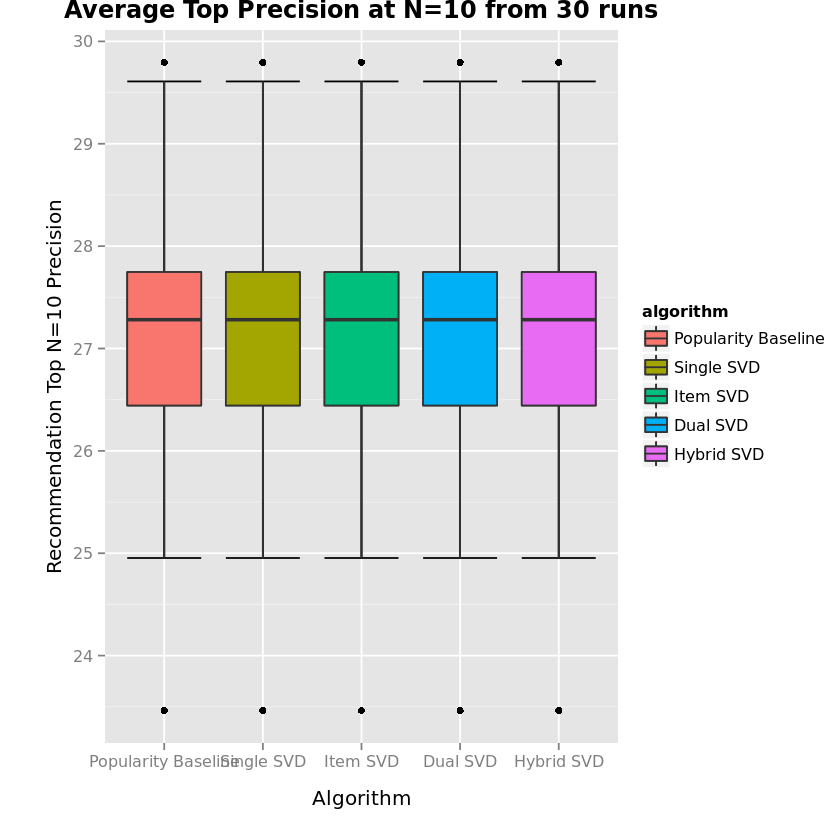 Average Top Precision at N=10 from 30 runs
30
29
28
27
26
25
24
Recommendation Top N=10 Precision
Popularity Baseline
Single SVD
Item SVD
Dual SVD
Hybrid SVD
Algorithm
algorithm
Popularity Baseline
Single SVD
Item SVD
Dual SVD
Hybrid SVD